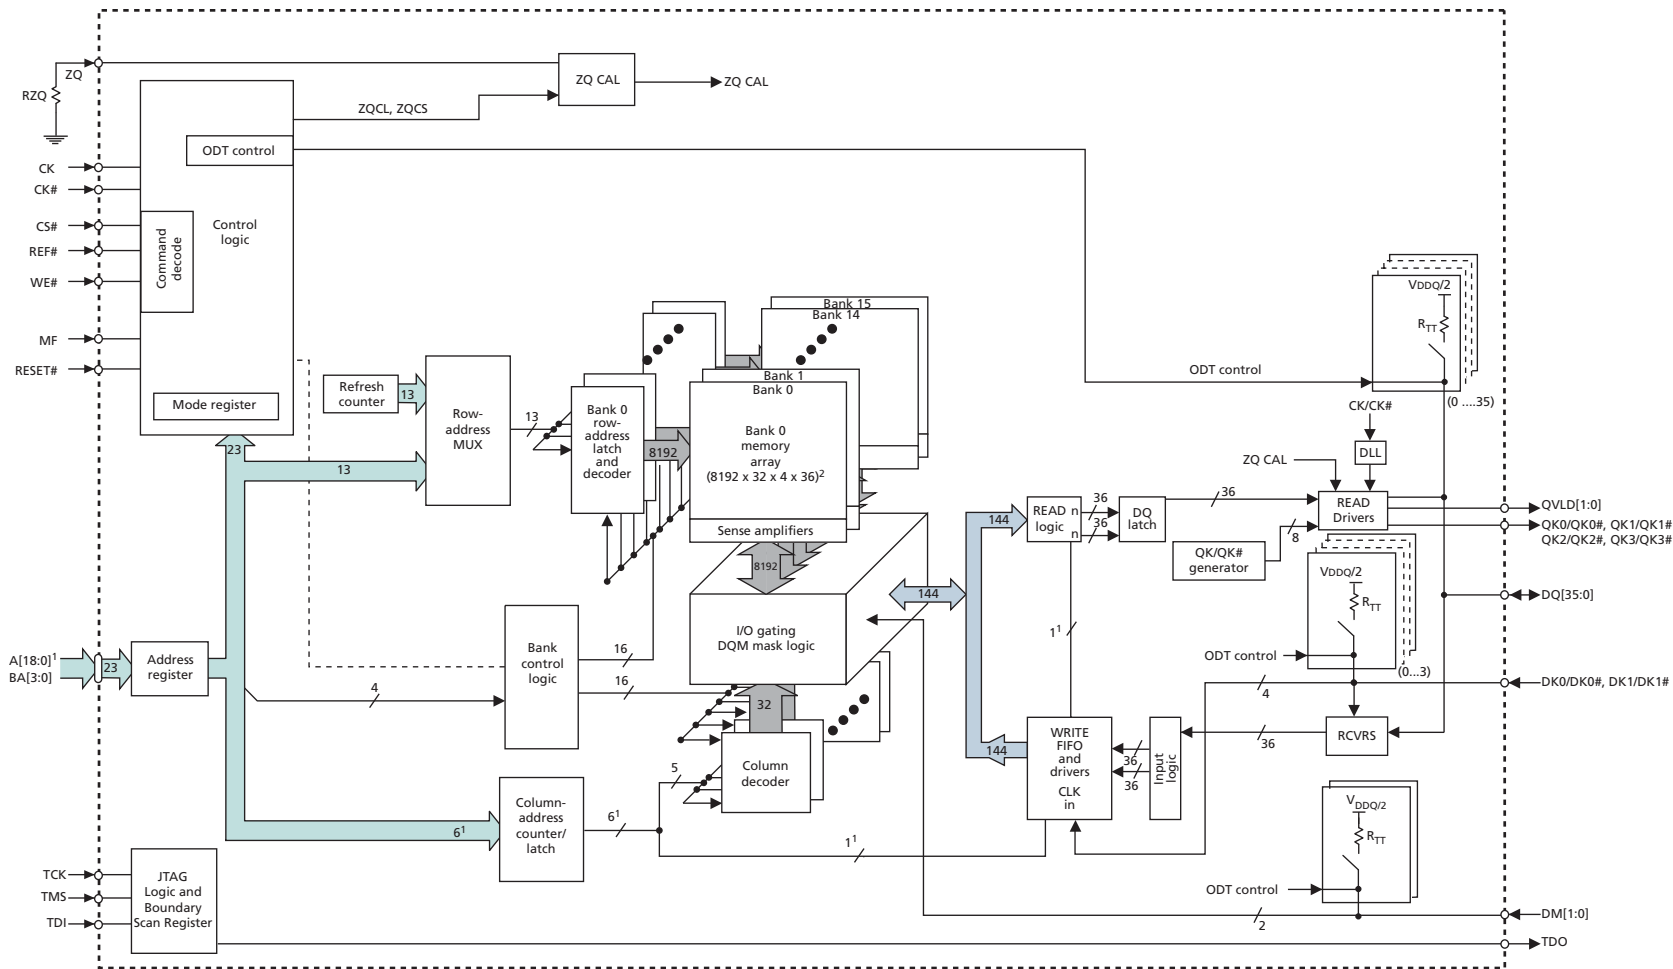 ZQ
RZQ
ZQ CAL
ZQ CAL
ZQCL, ZQCS
ODT control
CK
CK#
CS#
REF#
WE#
MF
RESET#
Command decode
Control
logic
Mode register
23
13
Refresh
counter
13
Row-
address
MUX
13
Bank 0
row-
address
latch
and
decoder
8192
Bank 15
Bank 14
Bank 1
Bank 0
Bank 0
memory
array
(8192 x 32 x 4 x 36)²
Sense amplifiers
8192
I/O gating
DQM mask logic
32
Column
decoder
Bank
control
logic
16
16
4
A[18:0]¹
BA[3:0]
23
Address
register
6¹
Column-
address
counter/
latch
6¹
5
1¹
TCK
TMS
TDI
JTAG
Logic and
Boundary
Scan Register
144
144
144
READ
logic
n
n
36
36
DQ
latch
36
1¹
WRITE
FIFO
and
drivers
CLK
in
36
36
Input
logic
36
4
2
ODT control
VDDQ/2
RTT
(0 ....35)
CK/CK#
DLL
ZQ CAL
READ
Drivers
QK/QK#
generator
8
QVLD[1:0]
QK0/QK0#, QK1/QK1#
QK2/QK2#, QK3/QK3#
VDDQ/2
RTT
ODT control
(0...3)
DQ[35:0]
DK0/DK0#, DK1/DK1#
RCVRS
VDDQ/2
RTT
ODT control
DM[1:0]
TDO